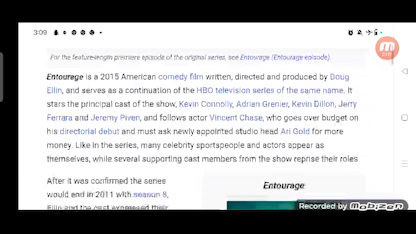 3:09
For the feature-length premiere episode of the original series, see Entourage (Entourage episode).
Entourage is a 2015 American comedy film written, directed and produced by Doug
Ellin, and serves as a continuation of the HBO television series of the same name. It
stars the principal cast of the show, Kevin Connolly, Adrian Grenier, Kevin Dillon, Jerry
Ferrara and Jeremy Piven, and follows actor Vincent Chase, who goes over budget on
his directorial debut and must ask newly appointed studio head Ari Gold for more
money. Like in the series, many celebrity sportspeople and actors appear as
themselves, while several supporting cast members from the show reprise their roles
After it was confirmed the series
would end in 2011 with season 8,
Ellin and the cast expressed their
Entourage
Recorded by Mobizen